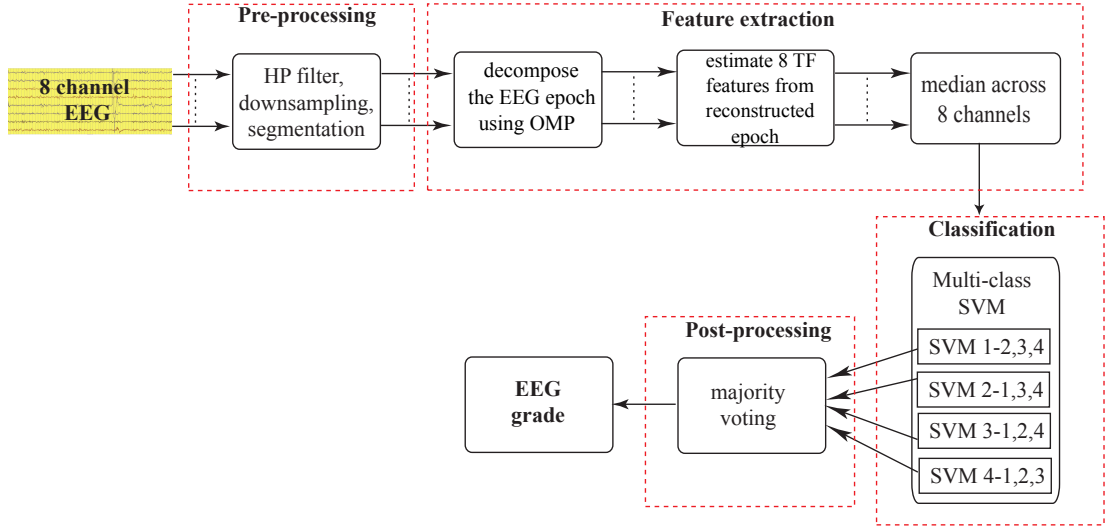 Pre-processing
Feature extraction
8 channel
EEG
HP filter,
downsampling,
segmentation
decompose
the EEG epoch
using OMP
estimate 8 TF
features from
reconstructed
epoch
median across
8 channels
Classification
Multi-class
SVM
SVM 1-2,3,4
SVM 2-1,3,4
SVM 3-1,2,4
SVM 4-1,2,3
Post-processing
majority
voting
EEG
grade